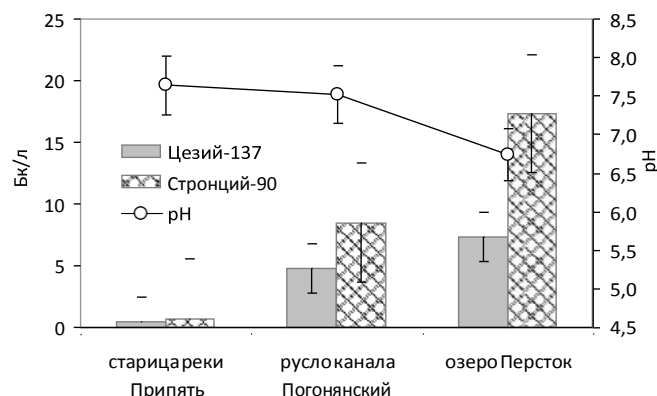 25
20
15
10
5
0
Бк/л
8,5
8,0
7,5
7,0
6,5
6,0
5,5
5,0
4,5
pH
Цезий-137
Стронций-90
pH
старица реки
Припять
русло канала
Погонянский
озеро Персток